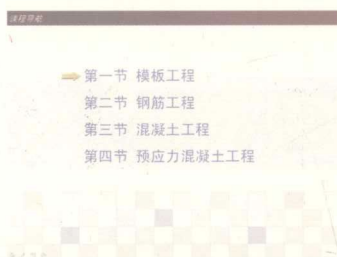 课程导航
第一节 模板工程
第二节 钢筋工程
第三节 混凝土工程
第四节 预应力混凝土工程